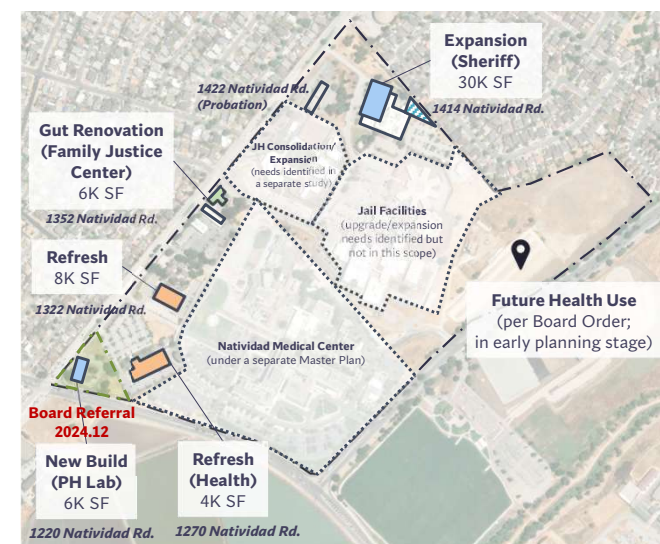 Expansion
(Sheriff)
30K SF
1414 Natividad Rd.
1422 Natividad Rd.
(Probation)
Gut Renovation
(Family Justice
Center)
6K SF
1352 Natividad Rd.
JH Consolidation/
Expansion
(needs identified in
a separate study)
Jail Facilities
(upgrade/expansion
needs identified but
not in this scope)
Refresh
8K SF
1322 Natividad Rd.
Future Health Use
(per Board Order;
in early planning stage)
Natividad Medical Center
(under a separate Master Plan)
Board Referral
2024.12
New Build
(PH Lab)
6K SF
1220 Natividad Rd.
Refresh
(Health)
4K SF
1270 Natividad Rd.